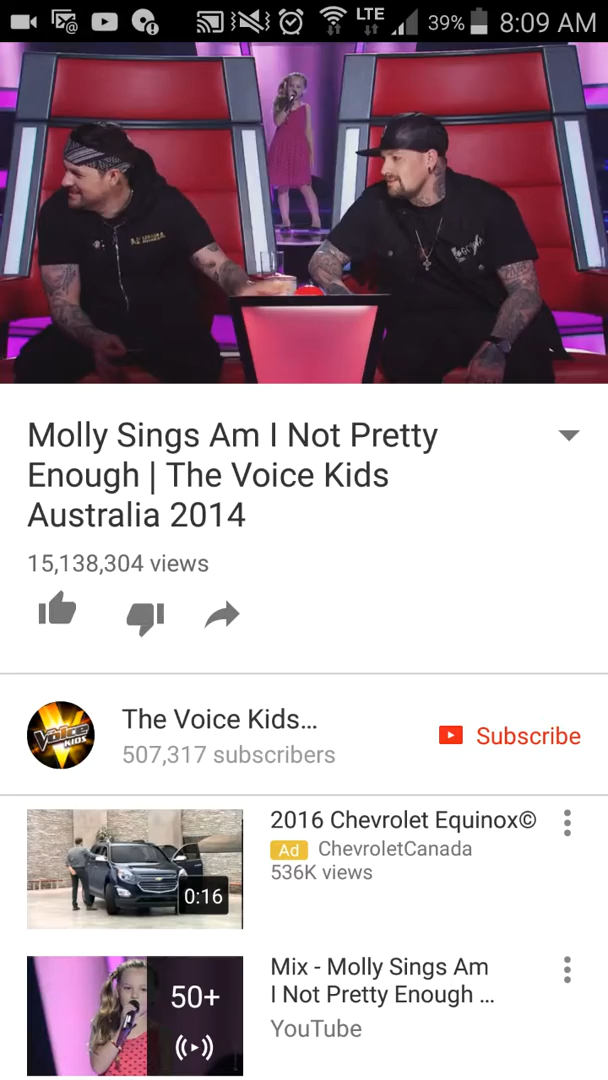 LTE 39% 8:09 AM
Molly Sings Am I Not Pretty
Enough | The Voice Kids
Australia 2014
15,138,304 views
The Voice Kids...
507,317 subscribers
Subscribe
Voice
KIDS
2016 Chevrolet Equinox©
Ad ChevroletCanada
536K views
0:16
Mix - Molly Sings Am
I Not Pretty Enough ...
YouTube
50+